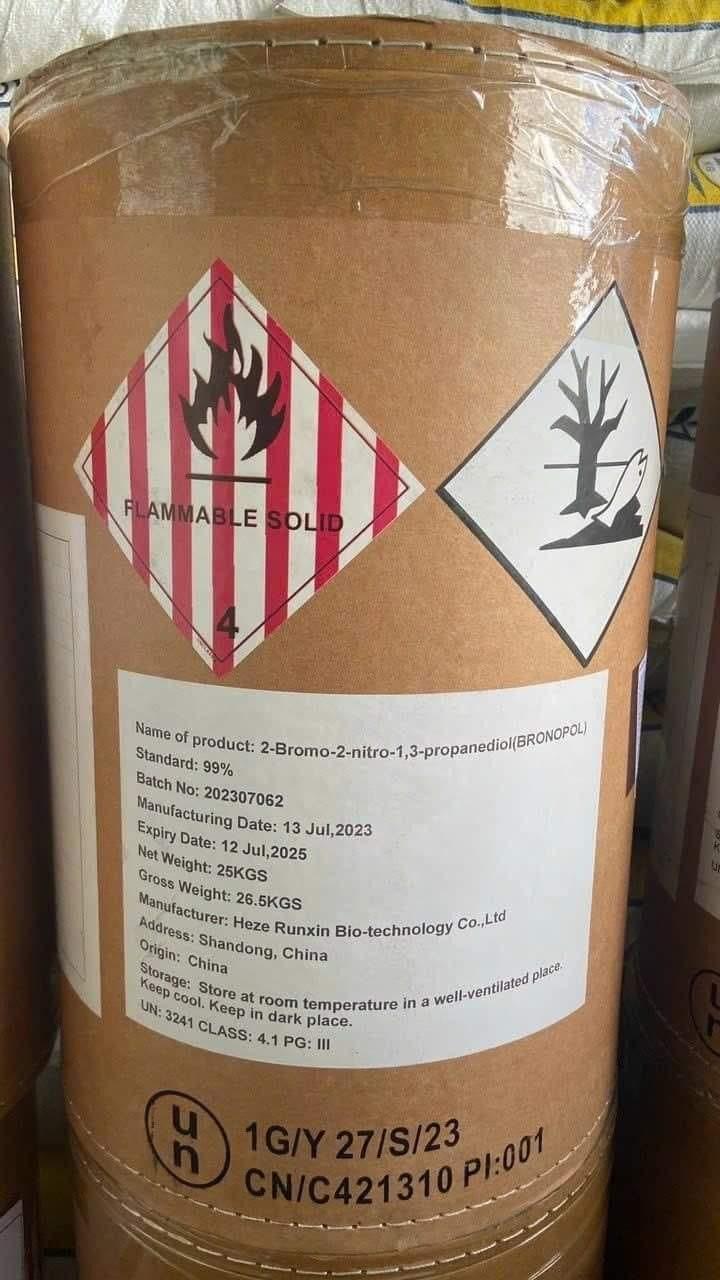 FLAMMABLE SOLID
4
Name of product: 2-Bromo-2-nitro-1,3-propanediol(BRONOPOL)
Standard: 99%
Batch No: 202307062
Manufacturing Date: 13 Jul,2023
Expiry Date: 12 Jul,2025
Net Weight: 25KGS
Gross Weight: 26.5KGS
Manufacturer: Heze Runxin Bio-technology Co.,Ltd
Address: Shandong, China
Origin: China
Storage: Store at room temperature in a well-ventilated place.
Keep cool. Keep in dark place.
UN: 3241 CLASS: 4.1 PG: III
un
1G/Y 27/S/23
CN/C421310 PI:001